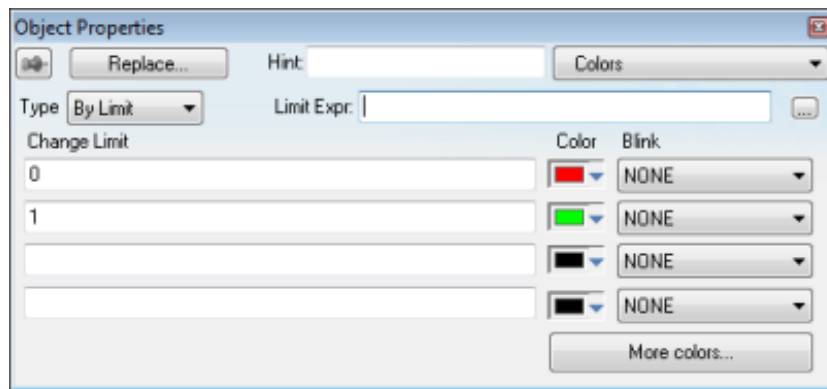 Object Properties
Replace... Hint: Colors
Type By Limit Limit Expr: ...
Change Limit Color Blink
0 NONE
1 NONE
NONE
NONE
More colors...